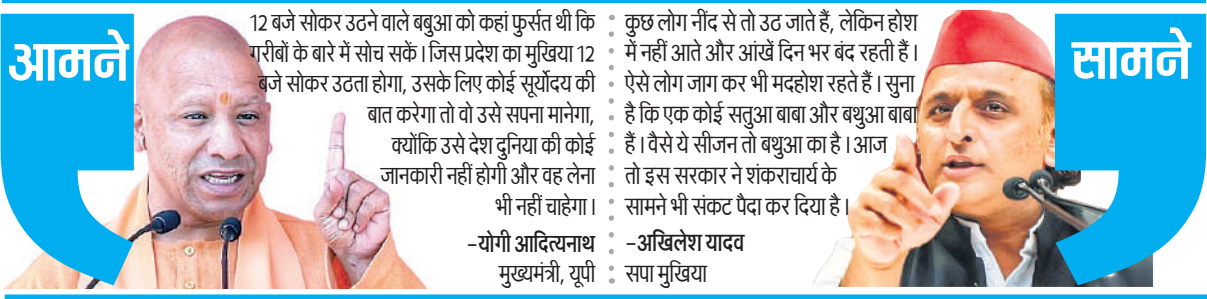 आमने
12 बजे सोकर उठने वाले बबुआ को कहां फुर्सत थी कि
गरीबों के बारे में सोच सकें। जिस प्रदेश का मुखिया 12
बजे सोकर उठता होगा, उसके लिए कोई सूर्योदय की
बात करेगा तो वो उसे सपना मानेगा,
क्योंकि उसे देश दुनिया की कोई
जानकारी नहीं होगी और वह लेना
भी नहीं चाहेगा।
-योगी आदित्यनाथ
मुख्यमंत्री, यूपी
कुछ लोग नींद से तो उठ जाते हैं, लेकिन होश
में नहीं आते और आंखें दिन भर बंद रहती हैं।
ऐसे लोग जाग कर भी मदहोश रहते हैं। सुना
है कि एक कोई सतुआ बाबा और बथुआ बाबा
हैं। वैसे ये सीजन तो बथुआ का है। आज
तो इस सरकार ने शंकराचार्य के
सामने भी संकट पैदा कर दिया है।
-अखिलेश यादव
सपा मुखिया
सामने